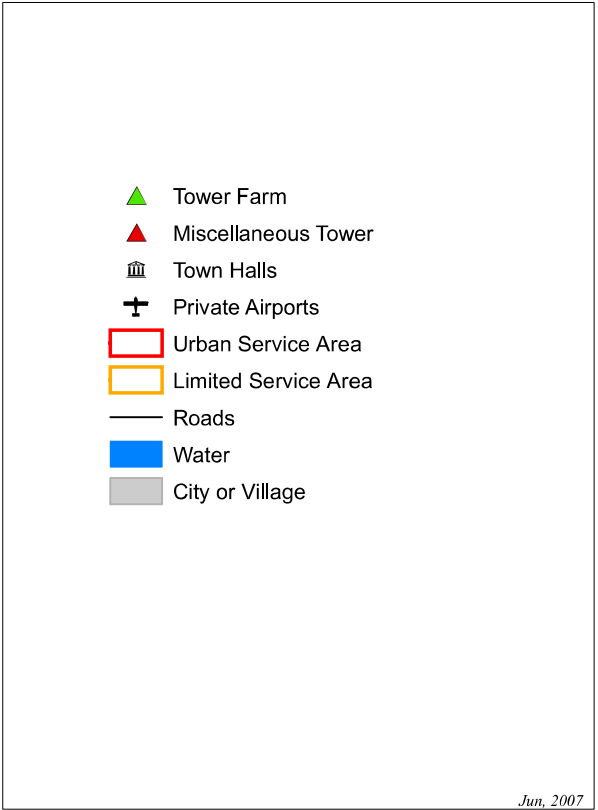 Tower Farm
Miscellaneous Tower
Town Halls
Private Airports
Urban Service Area
Limited Service Area
Roads
Water
City or Village
Jun, 2007